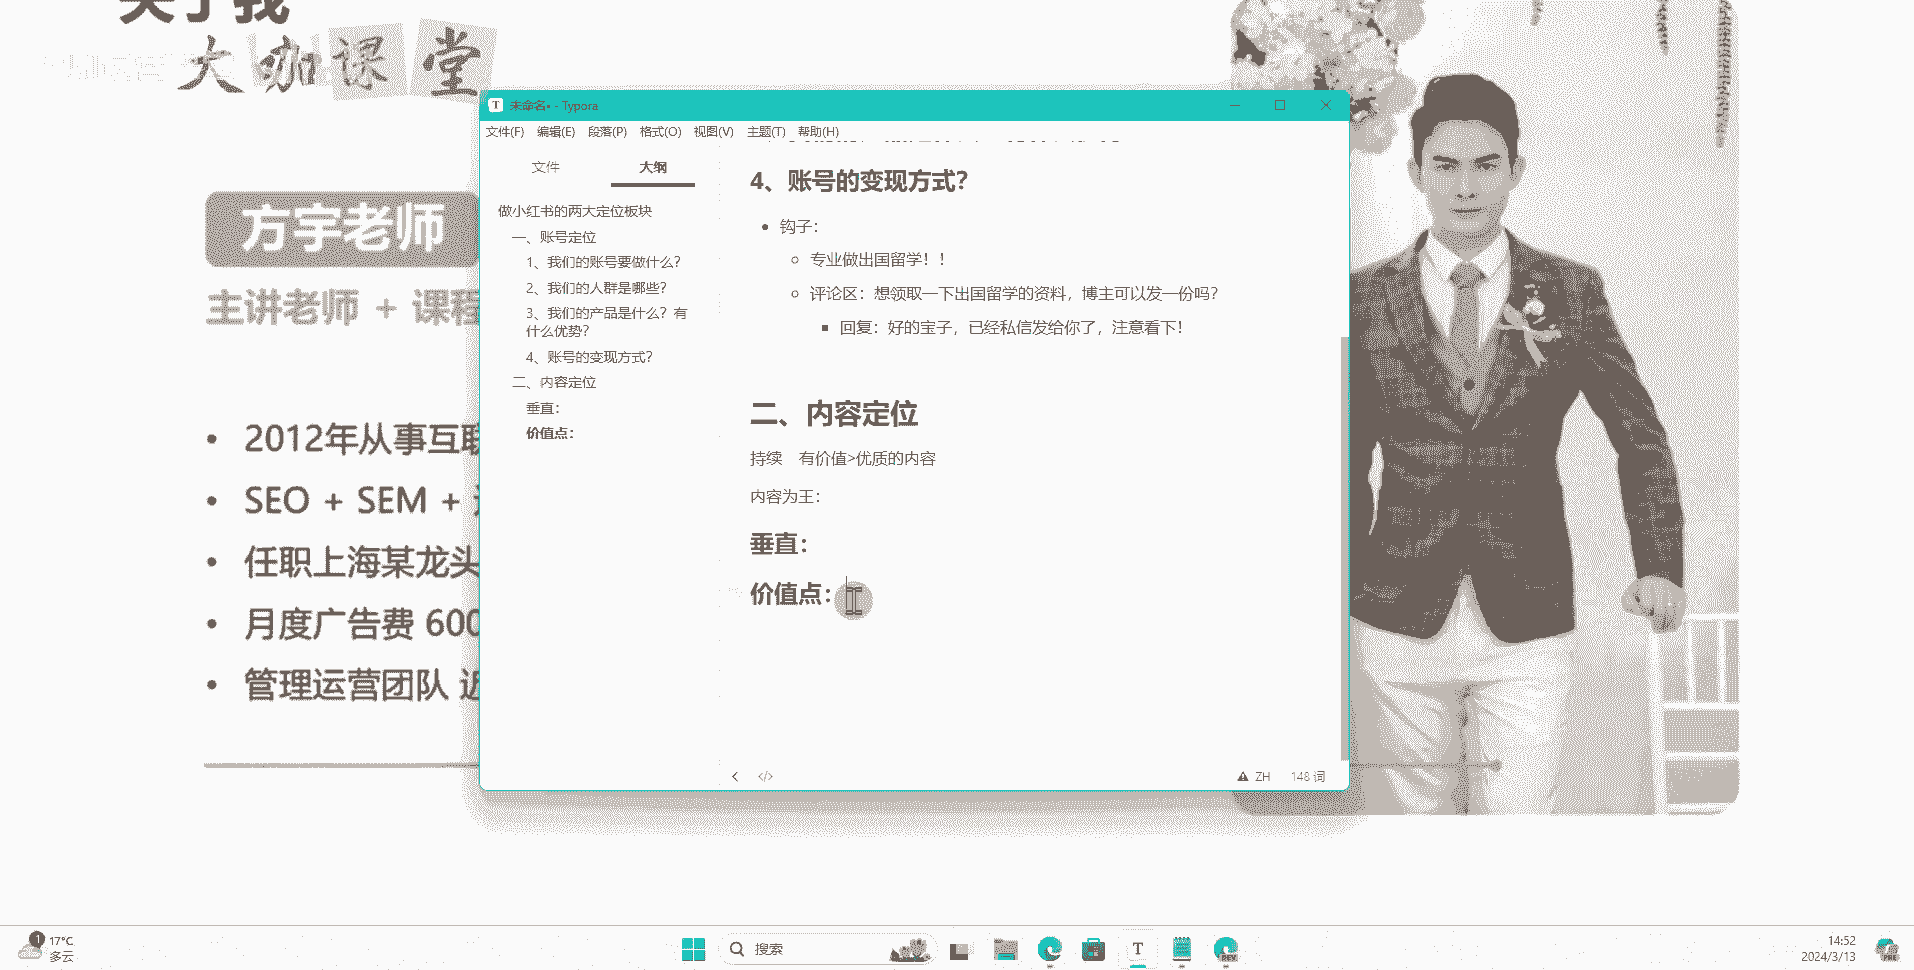 关于我
大咖课堂
方宇老师
主讲老师 + 课程
2012年从事互联
SEO + SEM +
任职上海某龙头
月度广告费 600
管理运营团队 近
未命名• - Typora
文件(F) 编辑(E) 段落(P) 格式(O) 视图(V) 主题(T) 帮助(H)
文件 大纲
做小红书的两大定位板块
一、账号定位
1、我们的账号要做什么？
2、我们的人群是哪些？
3、我们的产品是什么？有
什么优势？
4、账号的变现方式？
二、内容定位
垂直：
价值点：
4、账号的变现方式？
钩子：
专业做出国留学！！
评论区：想领取一下出国留学的资料，博主可以发一份吗？
回复：好的宝子，已经私信发给你了，注意看下！
二、内容定位
持续 有价值>优质的内容
内容为王：
垂直：
价值点：
ZH 148 词
1 17°C
多云
搜索
T
DEV
14:52
2024/3/13
PRE